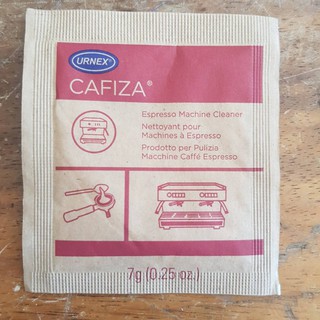 URNEX®
CAFIZA®
Espresso Machine Cleaner
Nettoyant pour
Machines à Espresso
Prodotto per Pulizia
Macchine Caffé Espresso
7g (0.25 oz.)